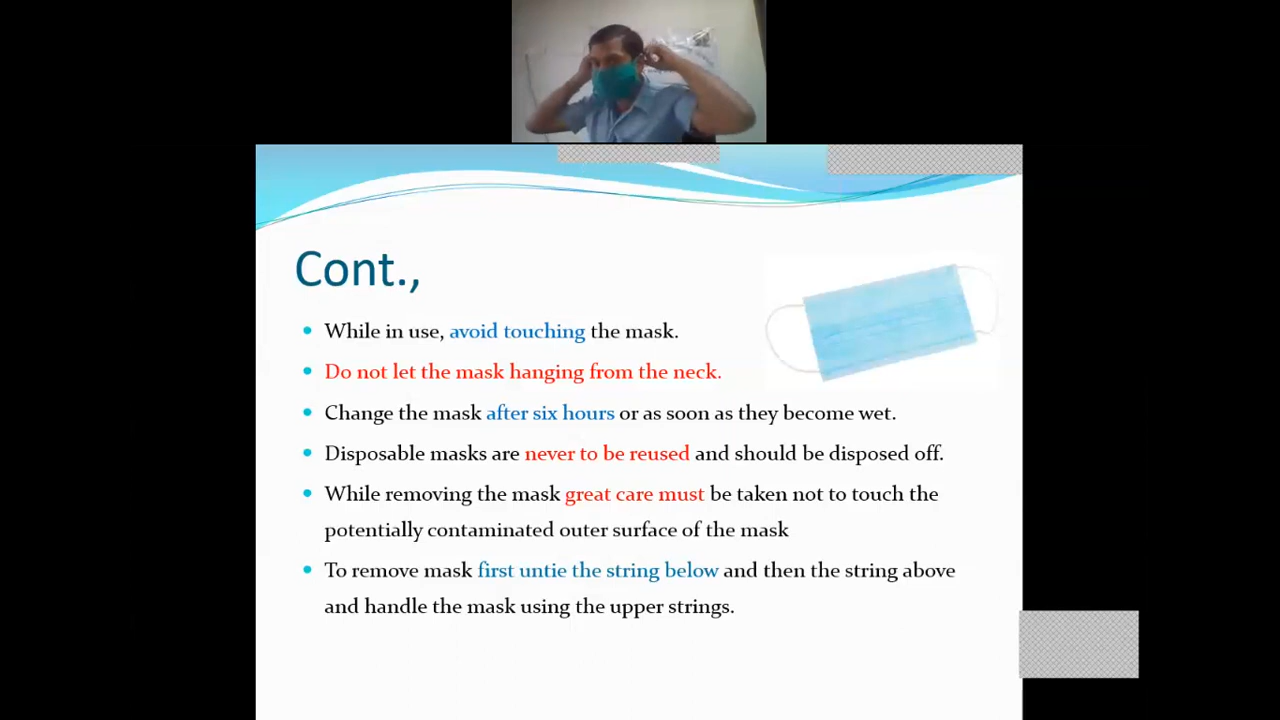 Cont.,
While in use, avoid touching the mask.
Do not let the mask hanging from the neck.
Change the mask after six hours or as soon as they become wet.
Disposable masks are never to be reused and should be disposed off.
While removing the mask great care must be taken not to touch the
potentially contaminated outer surface of the mask
To remove mask first untie the string below and then the string above
and handle the mask using the upper strings.